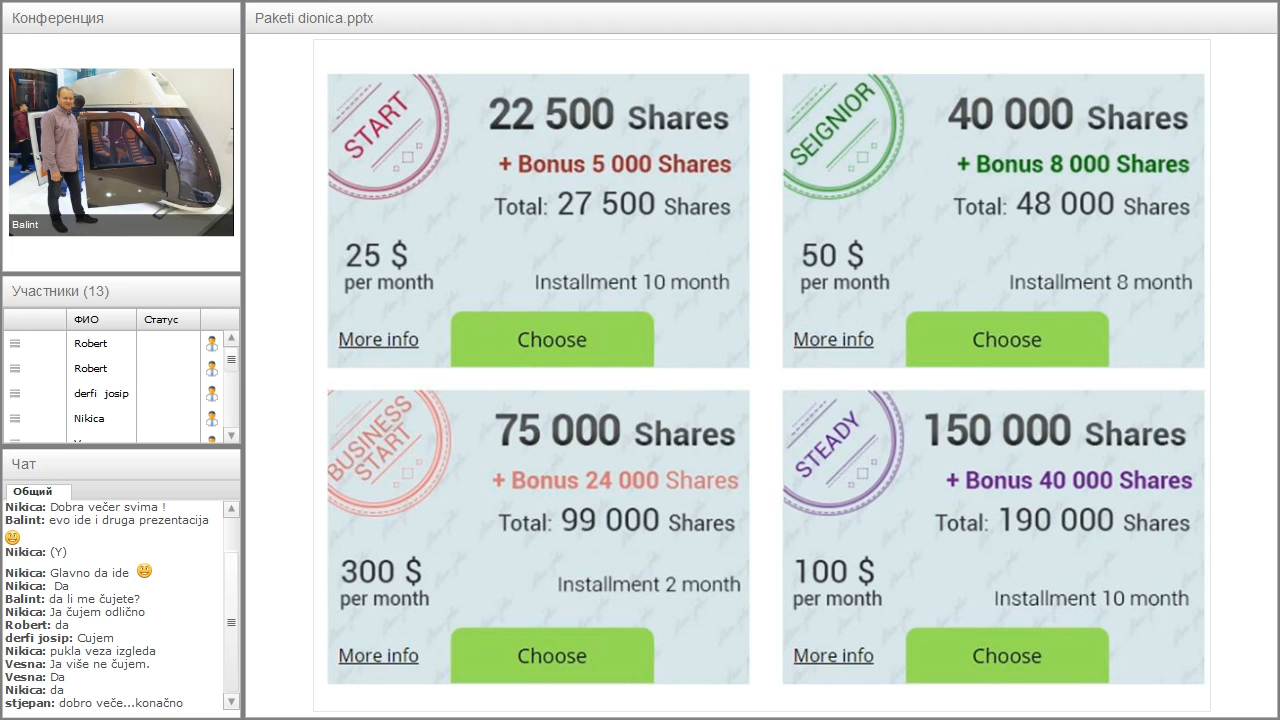 Конференция
Balint
Участники (13)
ФИО
Статус
Robert
Robert
derfi josip
Nikica
Чат
Общий
Nikica: Dobra večer svima !
Balint: evo ide i druga prezentacija
Nikica: (Y)
Nikica: Glavno da ide
Nikica: Da
Balint: da li me čujete?
Nikica: Ja čujem odlično
Robert: da
derfi josip: Cujem
Nikica: pukla veza izgleda
Vesna: Ja više ne čujem.
Vesna: Da
Nikica: da
stjepan: dobro veče...konačno
Paketi dionica.pptx
START
22 500 Shares
+ Bonus 5 000 Shares
Total: 27 500 Shares
25 $
per month
Installment 10 month
More info
Choose
SEIGNIOR
40 000 Shares
+ Bonus 8 000 Shares
Total: 48 000 Shares
50 $
per month
Installment 8 month
More info
Choose
BUSINESS
START
75 000 Shares
+ Bonus 24 000 Shares
Total: 99 000 Shares
300 $
per month
Installment 2 month
More info
Choose
STEADY
150 000 Shares
+ Bonus 40 000 Shares
Total: 190 000 Shares
100 $
per month
Installment 10 month
More info
Choose